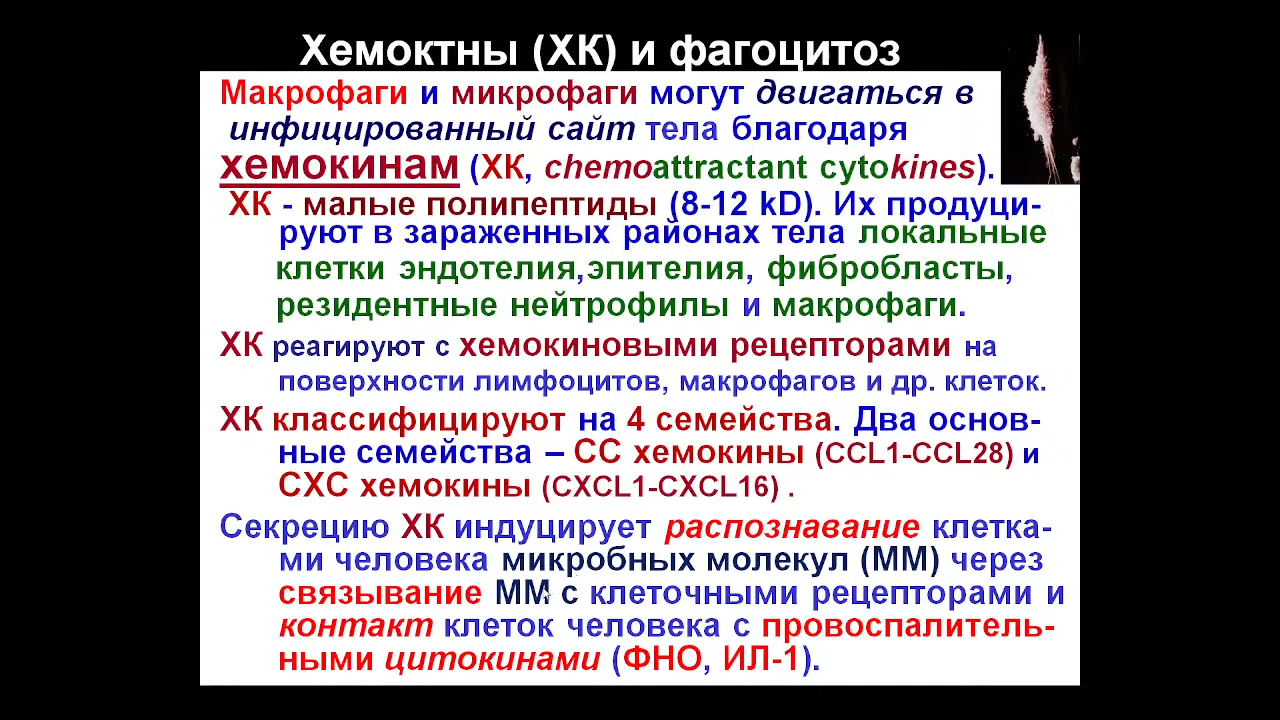 Хемоктны (ХК) и фагоцитоз
Макрофаги и микрофаги могут двигаться в
инфицированный сайт тела благодаря
хемокинам (ХК, chemoattractant cytokines).
ХК - малые полипептиды (8-12 kD). Их продуци-
руют в зараженных районах тела локальные
клетки эндотелия,эпителия, фибробласты,
резидентные нейтрофилы и макрофаги.
ХК реагируют с хемокиновыми рецепторами на
поверхности лимфоцитов, макрофагов и др. клеток.
ХК классифицируют на 4 семейства. Два основ-
ные семейства – СС хемокины (CCL1-CCL28) и
СХС хемокины (CXCL1-CXCL16) .
Секрецию ХК индуцирует распознавание клетка-
ми человека микробных молекул (ММ) через
связывание ММ с клеточными рецепторами и
контакт клеток человека с провоспалитель-
ными цитокинами (ФНО, ИЛ-1).